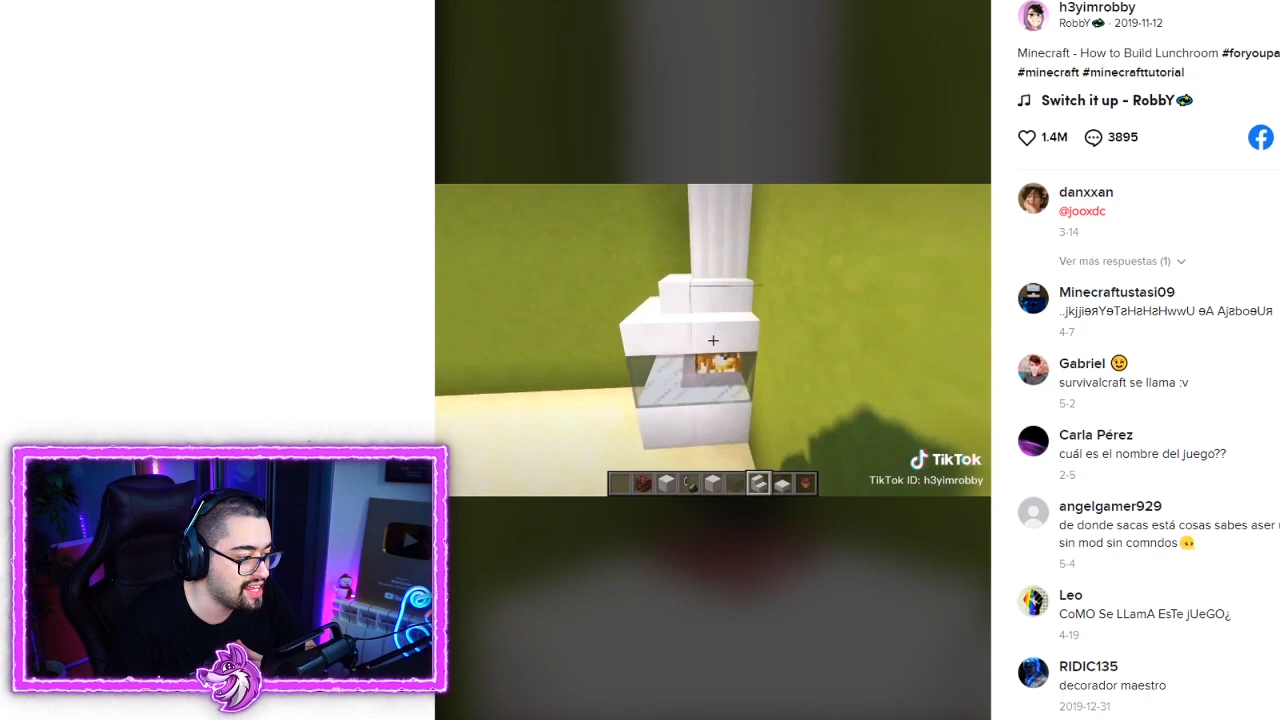 h3yimrobby
RobbY · 2019-11-12
Minecraft - How to Build Lunchroom #foryoupa
#minecraft #minecrafttutorial
Switch it up - RobbY
1.4M 3895
danxxan
@jooxdc
3-14
Ver más respuestas (1)
Minecraftustasi09
4-7
Gabriel 😉
survivalcraft se llama :v
5-2
Carla Pérez
cuál es el nombre del juego??
2-5
angelgamer929
de donde sacas está cosas sabes aser
sin mod sin comndos
5-4
Leo
CoMO Se LLamA EsTe jUeGO¿
4-19
RIDIC135
decorador maestro
2019-12-31
TikTok
TikTok ID: h3yimrobby